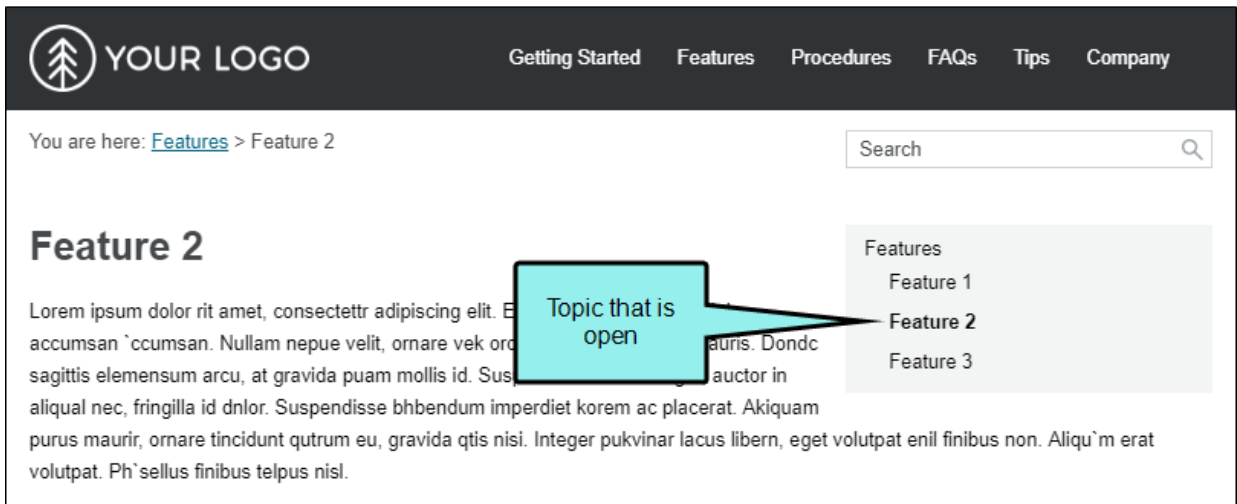 YOUR LOGO
Getting Started Features Procedures FAQs Tips Company
You are here: Features > Feature 2
Search
Feature 2
Lorem ipsum dolor rit amet, consectettr adipiscing elit.
accumsan `ccumsan. Nullam nepue velit, ornare vek Dondc
sagittis elemensum arcu, at gravida puam mollis id. auctor in
aliqual nec, fringilla id dnlor. Suspendisse bhbendum imperdiet korem ac placerat. Akiquam
purus maurir, ornare tincidunt qutrum eu, gravida qtis nisi. Integer pukvinar lacus libern, eget volutpat enil finibus non. Aliqu`m erat
volutpat. Ph`sellus finibus telpus nisl.
Topic that is
open
Features
Feature 1
Feature 2
Feature 3